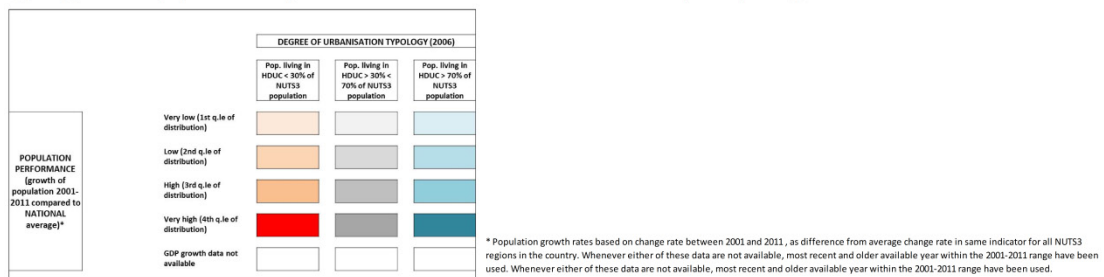 DEGREE OF URBANISATION TYPOLOGY (2006)
Pop. living in
HDUC < 30% of
NUTS3
population
Pop. living in
HDUC > 30% <
70% of NUTS3
population
Pop. living in
HDUC > 70% of
NUTS3
population
POPULATION
PERFORMANCE
(growth of
population 2001-
2011 compared to
NATIONAL
average)*
Very low (1st q.le of
distribution)
Low (2nd q.le of
distribution)
High (3rd q.le of
distribution)
Very high (4th q.le of
distribution)
GDP growth data not
available
* Population growth rates based on change rate between 2001 and 2011 , as difference from average change rate in same indicator for all NUTS3
regions in the country. Whenever either of these data are not available, most recent and older available year within the 2001-2011 range have been
used. Whenever either of these data are not available, most recent and older available year within the 2001-2011 range have been used.